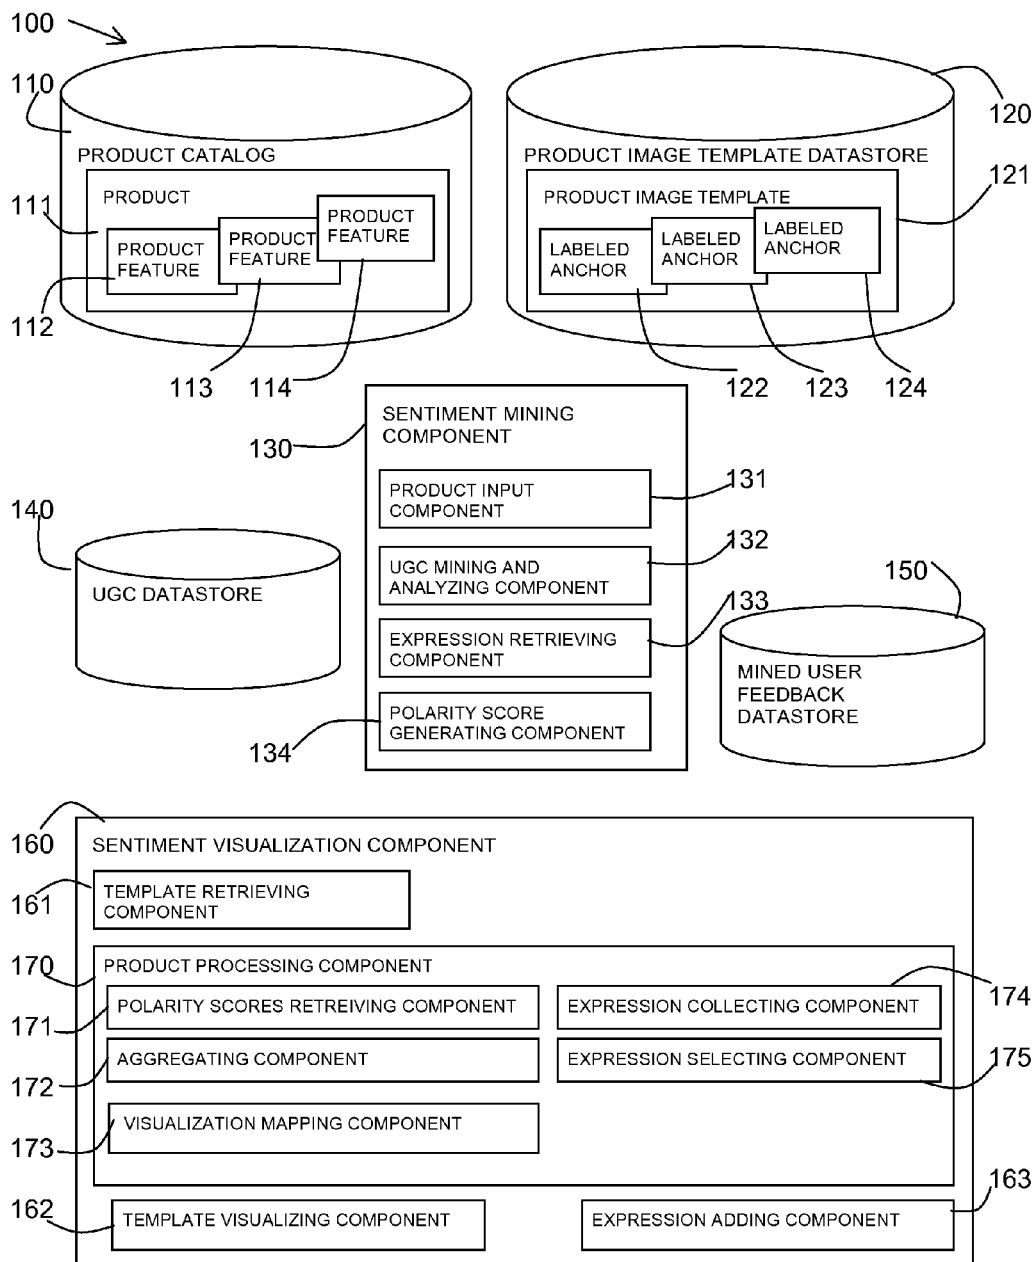 100
110
120
PRODUCT CATALOG
PRODUCT IMAGE TEMPLATE DATASTORE
121
111
PRODUCT
PRODUCT
FEATURE
PRODUCT
FEATURE
PRODUCT
FEATURE
PRODUCT IMAGE TEMPLATE
LABELED
ANCHOR
LABELED
ANCHOR
LABELED
ANCHOR
112
113
114
122
123
124
SENTIMENT MINING
COMPONENT
130
PRODUCT INPUT
COMPONENT
131
140
UGC DATASTORE
UGC MINING AND
ANALYZING COMPONENT
132
133
150
EXPRESSION RETRIEVING
COMPONENT
MINED USER
FEEDBACK
DATASTORE
POLARITY SCORE
GENERATING COMPONENT
134
160
SENTIMENT VISUALIZATION COMPONENT
161
TEMPLATE RETRIEVING
COMPONENT
170
PRODUCT PROCESSING COMPONENT
171
POLARITY SCORES RETREIVING COMPONENT
EXPRESSION COLLECTING COMPONENT
174
172
AGGREGATING COMPONENT
EXPRESSION SELECTING COMPONENT
175
173
VISUALIZATION MAPPING COMPONENT
162
TEMPLATE VISUALIZING COMPONENT
EXPRESSION ADDING COMPONENT
163